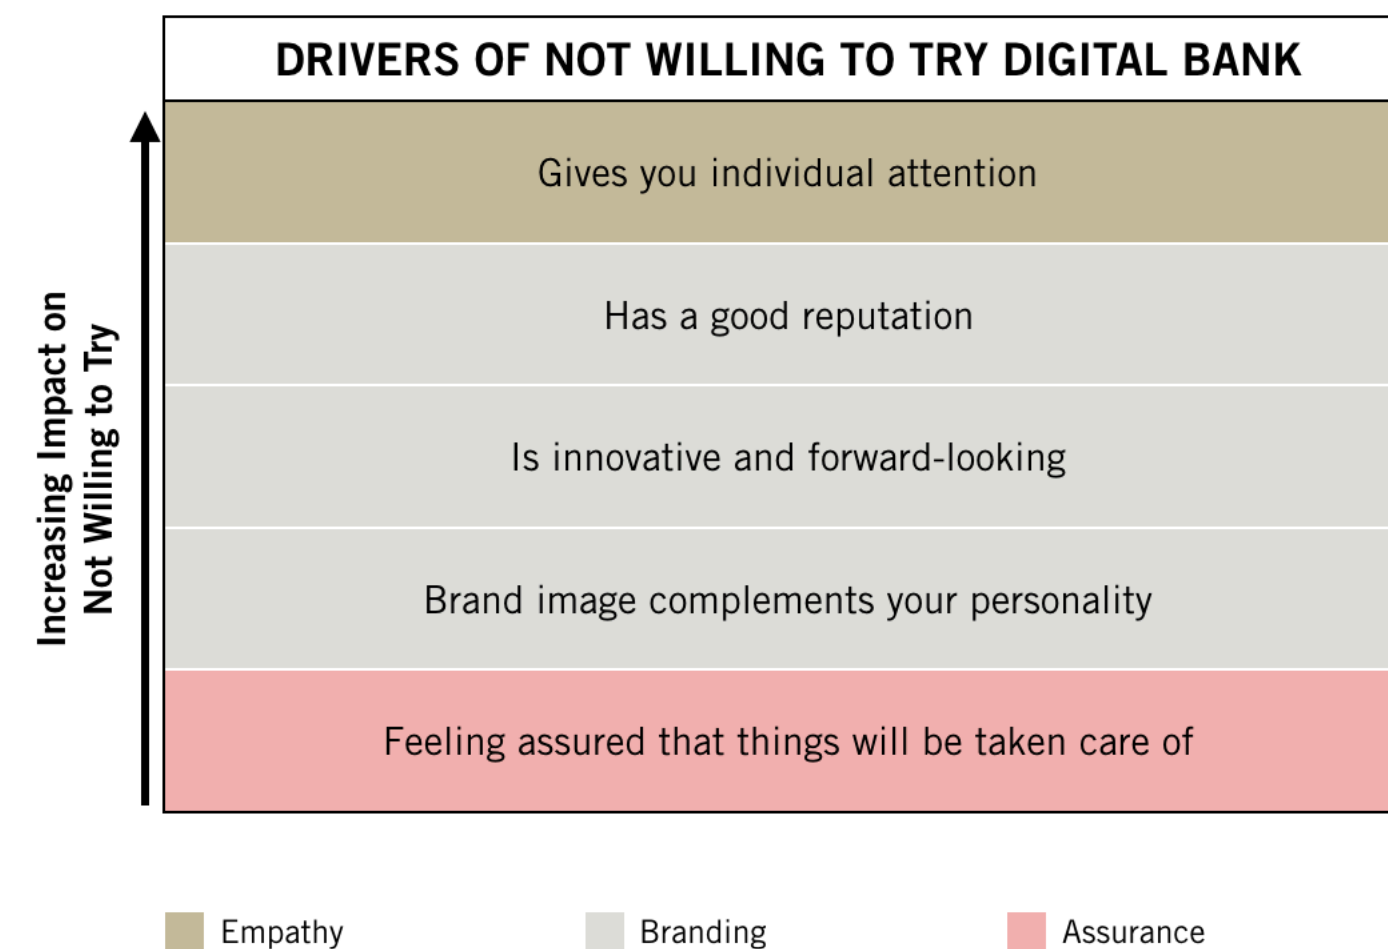 DRIVERS OF NOT WILLING TO TRY DIGITAL BANK
Increasing Impact on
Not Willing to Try
Gives you individual attention
Has a good reputation
Is innovative and forward-looking
Brand image complements your personality
Feeling assured that things will be taken care of
Empathy
Branding
Assurance